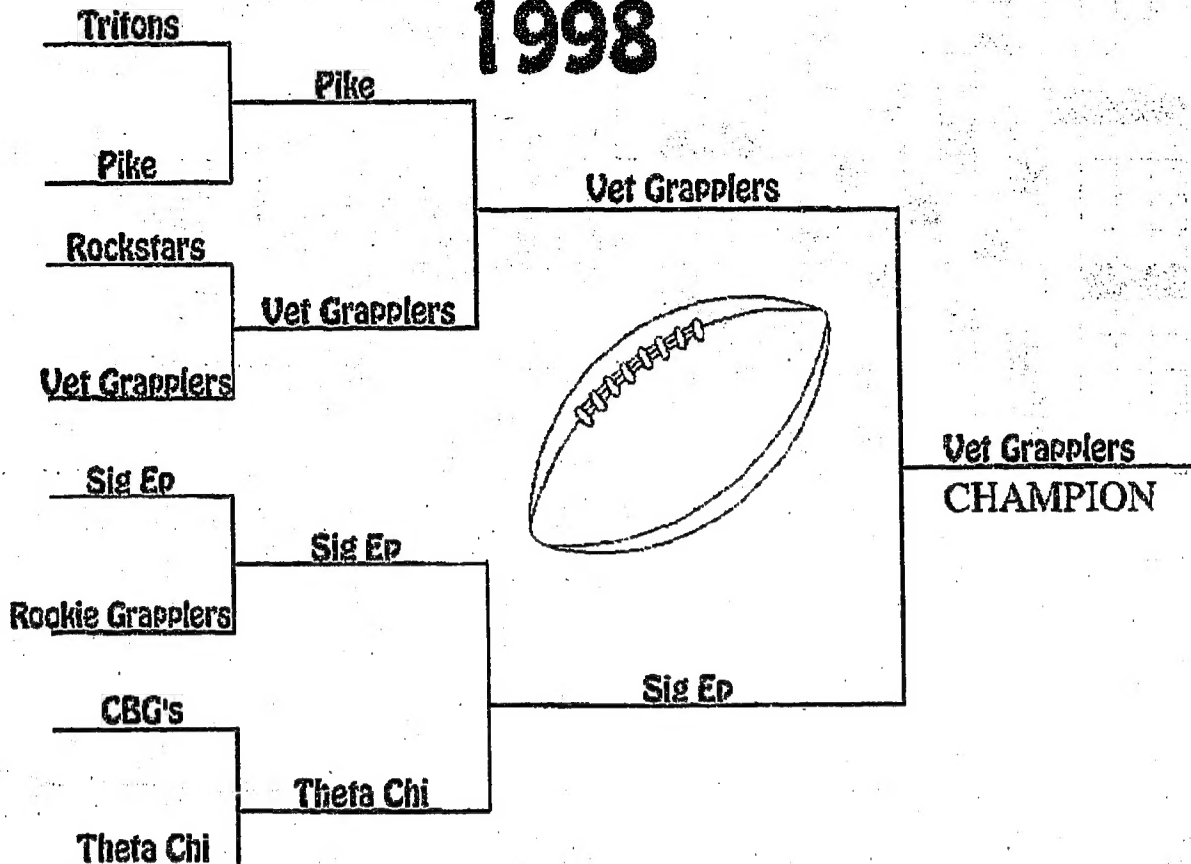 1998
Tritons
Pike
Pike
Vet Grapplers
Rockstars
Vet Grapplers
Vet Grapplers
Vet Grapplers
CHAMPION
Sig Ep
Sig Ep
Rookie Grapplers
Sig Ep
CBG's
Theta Chi
Theta Chi